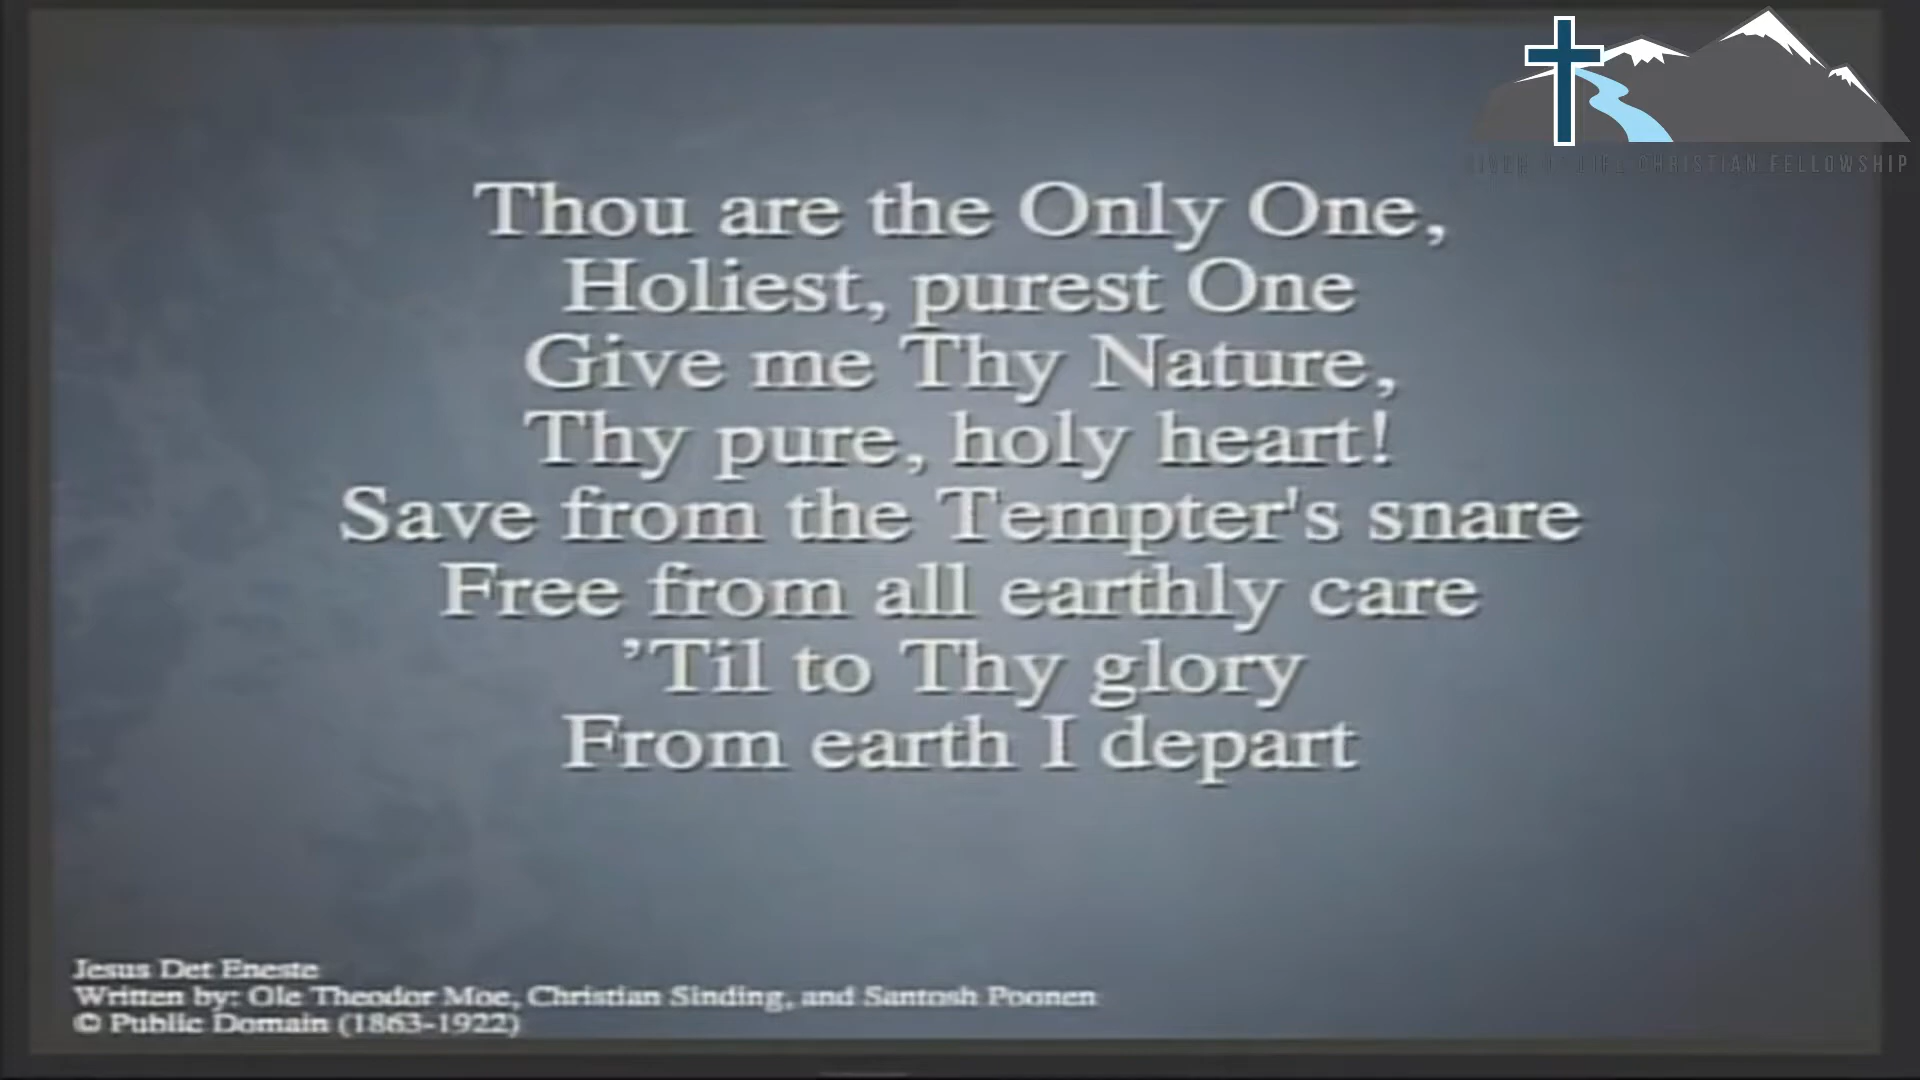 CHRISTIAN FELLOWSHIP
Thou are the Only One,
Holiest, purest One
Give me Thy Nature,
Thy pure, holy heart!
Save from the Tempter's snare
Free from all earthly care
’Til to Thy glory
From earth I depart
Jesus Det Eneste
Written by: Ole Theodor Moe, Christian Sinding, and Santosh Poonen
© Public Domain (1863-1922)